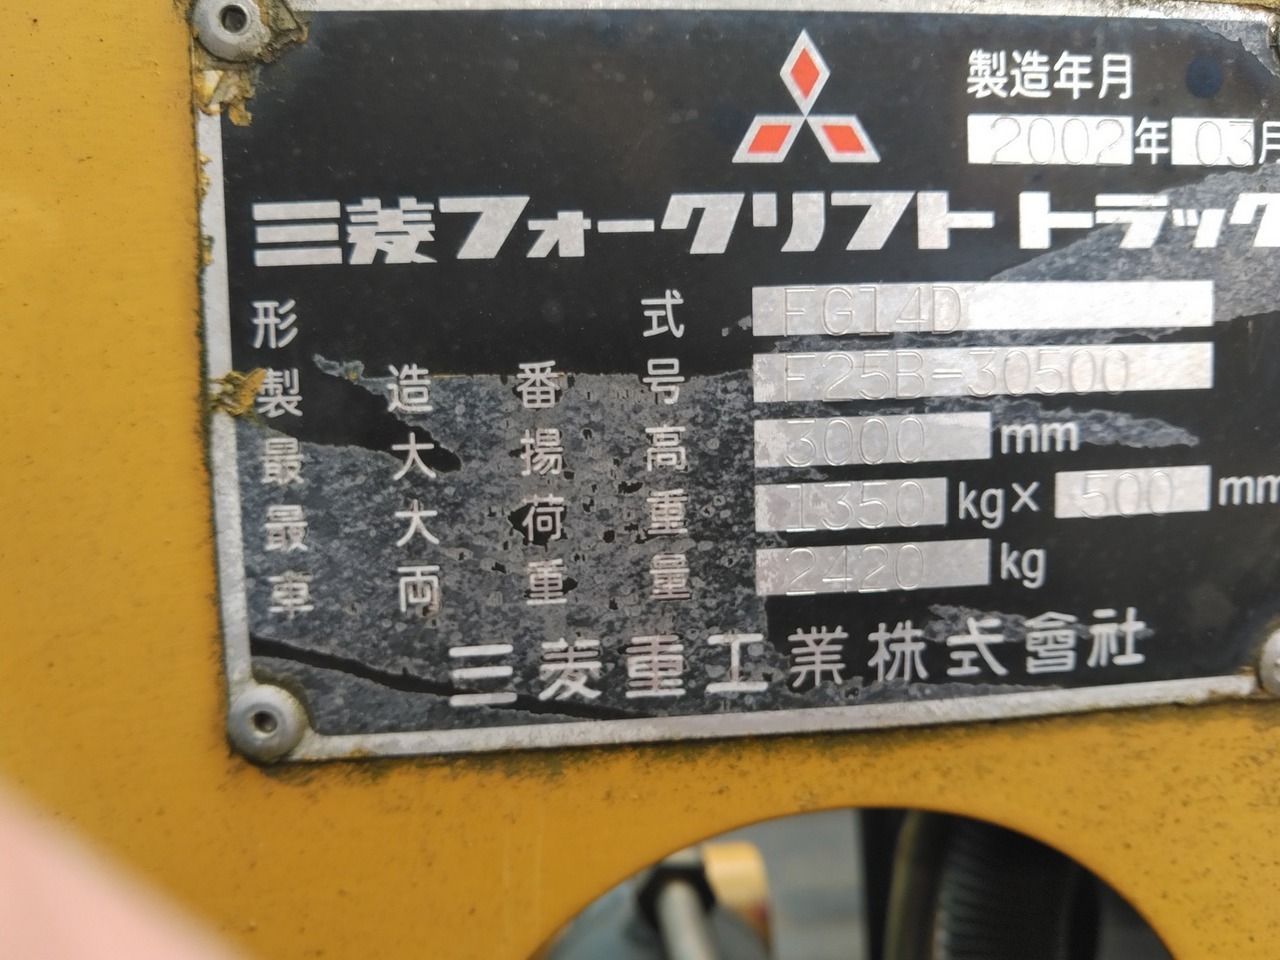 製造年月
2002年 03月
三菱フォークリフト トラック
形式 FG14D
製造番号 F25B-30500
最大揚高 3000 mm
最大荷重 1350 kg× 500 mm
車両重量 2420 kg
三菱重工業株式會社